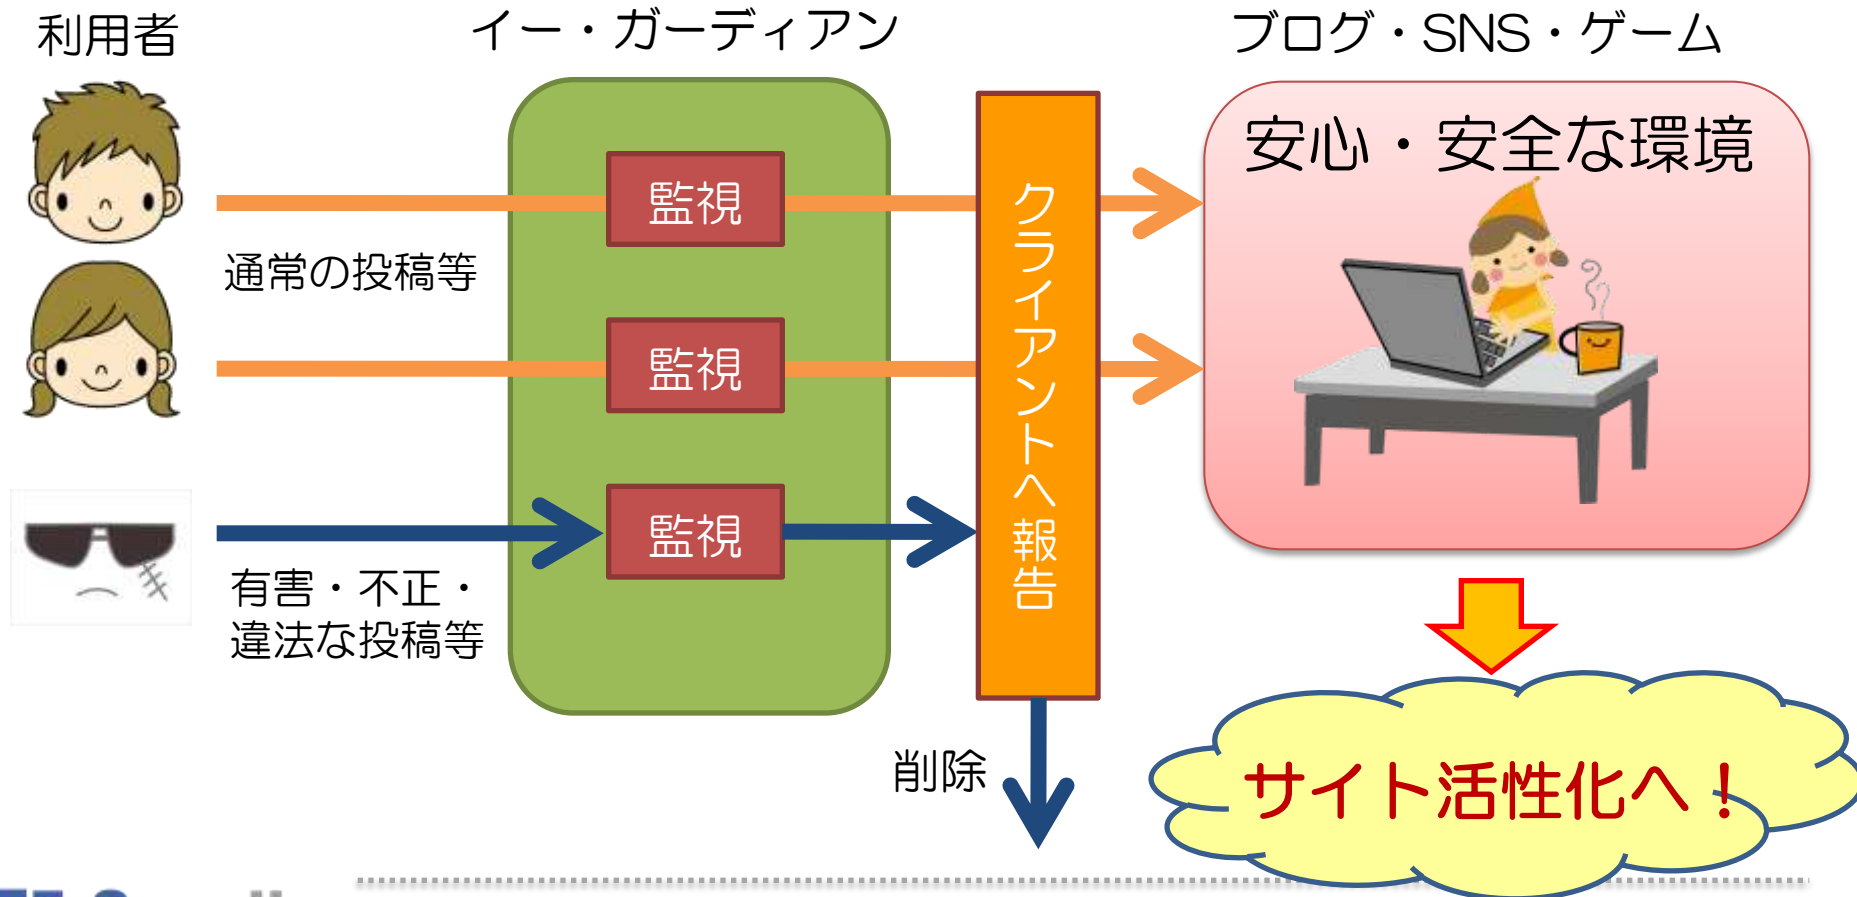 利用者
イー・ガーディアン
ブログ・SNS・ゲーム
監視
通常の投稿等
監視
監視
有害・不正・
違法な投稿等
クライアントへ報告
安心・安全な環境
削除
サイト活性化へ!